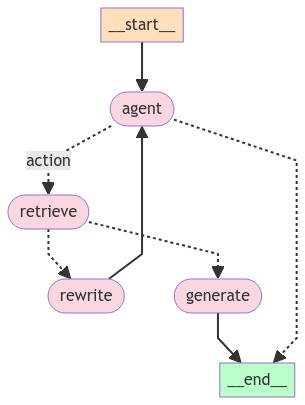 __start__
agent
action
retrieve
rewrite
generate
__end__